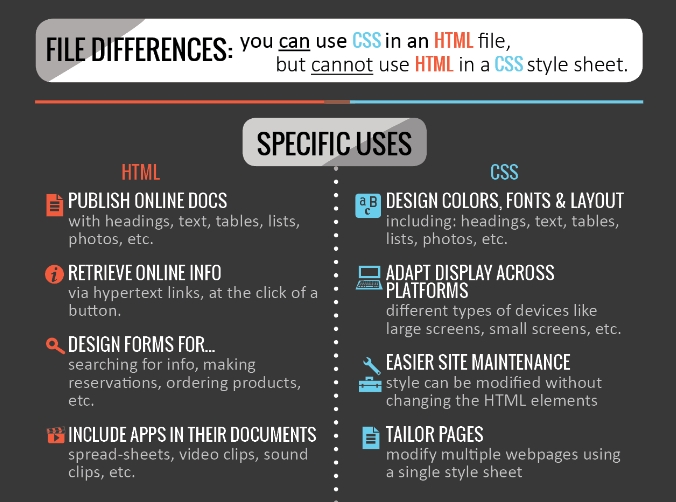 FILE DIFFERENCES: you can use CSS in an HTML file,
but cannot use HTML in a CSS style sheet.
SPECIFIC USES
HTML
PUBLISH ONLINE DOCS
with headings, text, tables, lists,
photos, etc.
RETRIEVE ONLINE INFO
via hypertext links, at the click of a
button.
DESIGN FORMS FOR...
searching for info, making
reservations, ordering products,
etc.
INCLUDE APPS IN THEIR DOCUMENTS
spread-sheets, video clips, sound
clips, etc.
CSS
a B
c
DESIGN COLORS, FONTS & LAYOUT
including: headings, text, tables,
lists, photos, etc.
ADAPT DISPLAY ACROSS
PLATFORMS
different types of devices like
large screens, small screens, etc.
EASIER SITE MAINTENANCE
style can be modified without
changing the HTML elements
TAILOR PAGES
modify multiple webpages using
a single style sheet